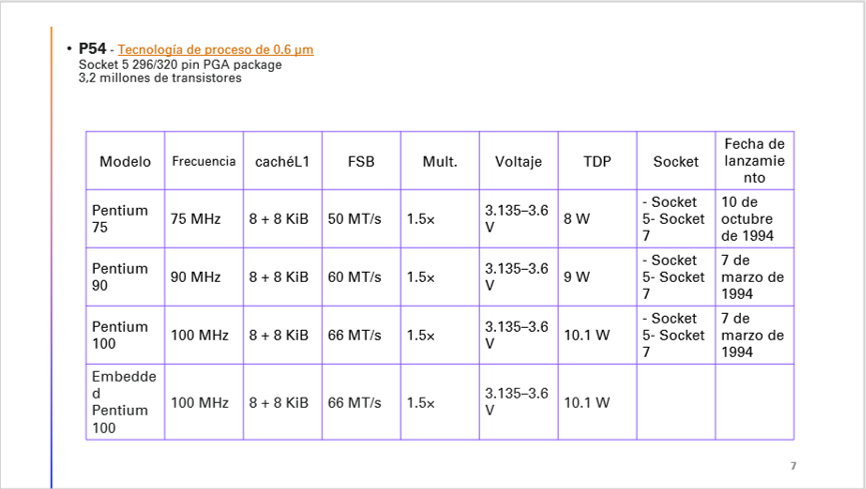 • P54 - Tecnología de proceso de 0.6 μm
Socket 5 296/320 pin PGA package
3,2 millones de transistores
Modelo Frecuencia cachéL1 FSB Mult. Voltaje TDP Socket Fecha de
lanzamie
nto
Pentium
75
75 MHz
8 + 8 KiB
50 MT/s
1.5×
3.135–3.6
V
8 W
- Socket
5- Socket
7
10 de
octubre
de 1994
Pentium
90
90 MHz
8 + 8 KiB
60 MT/s
1.5×
3.135–3.6
V
9 W
- Socket
5- Socket
7
7 de
marzo de
1994
Pentium
100
100 MHz
8 + 8 KiB
66 MT/s
1.5×
3.135–3.6
V
10.1 W
- Socket
5- Socket
7
7 de
marzo de
1994
Embedde
d
Pentium
100
100 MHz
8 + 8 KiB
66 MT/s
1.5×
3.135–3.6
V
10.1 W
7